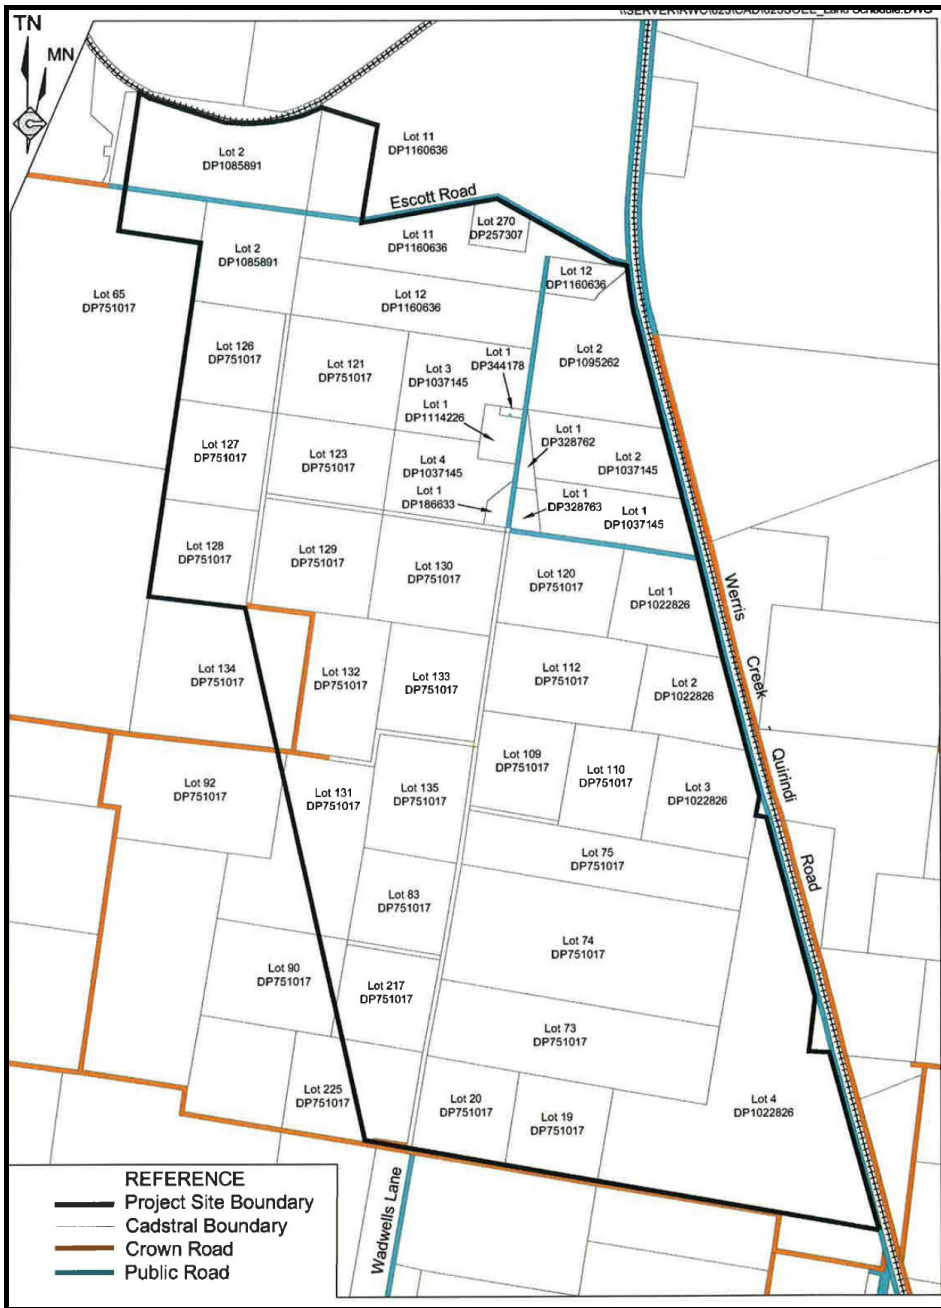 TN
MN
Lot 11
DP1160636
Lot 2
DP1085891
Escott Road
Lot 270
DP257307
Lot 11
DP1160636
Lot 2
DP1085891
Lot 12
DP1160636
Lot 65
DP751017
Lot 12
DP1160636
Lot 126
DP751017
Lot 121
DP751017
Lot 3
DP1037145
Lot 1
DP344178
Lot 2
DP1095262
Lot 1
DP1114226
Lot 1
DP328762
Lot 127
DP751017
Lot 123
DP751017
Lot 4
DP1037145
Lot 2
DP1037145
Lot 1
DP186633
Lot 1
DP328763
Lot 1
DP1037145
Lot 128
DP751017
Lot 129
DP751017
Lot 130
DP751017
Lot 120
DP751017
Lot 1
DP1022826
Werris
Creek
-
Quirindi
Road
Lot 134
DP751017
Lot 132
DP751017
Lot 133
DP751017
Lot 112
DP751017
Lot 2
DP1022826
Lot 92
DP751017
Lot 131
DP751017
Lot 135
DP751017
Lot 109
DP751017
Lot 110
DP751017
Lot 3
DP1022826
Lot 75
DP751017
Lot 83
DP751017
Lot 74
DP751017
Lot 90
DP751017
Lot 217
DP751017
Lot 73
DP751017
Lot 225
DP751017
Lot 20
DP751017
Lot 19
DP751017
Lot 4
DP1022826
Wadwells Lane
REFERENCE
Project Site Boundary
Cadstral Boundary
Crown Road
Public Road